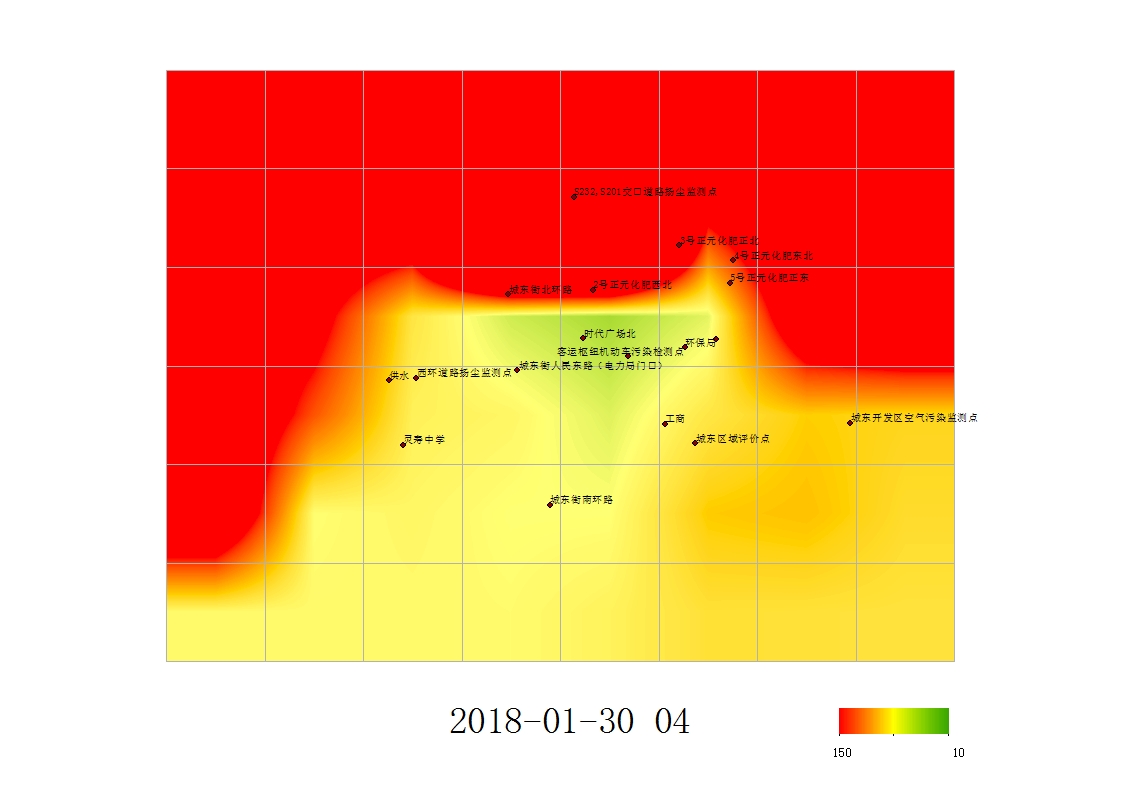 S232,S201交口道路扬尘监测点
3号正元化肥正北
4号正元化肥东北
5号正元化肥正东
2号正元化肥西北
城东街北环路
时代广场北
环保局
客运枢纽机动车污染检测点
城东街人民东路（电力局门口）
供水
西环道路扬尘监测点
工商
城东开发区空气污染监测点
灵寿中学
城东区域评价点
城东街南环路
2018-01-30 04
150
10